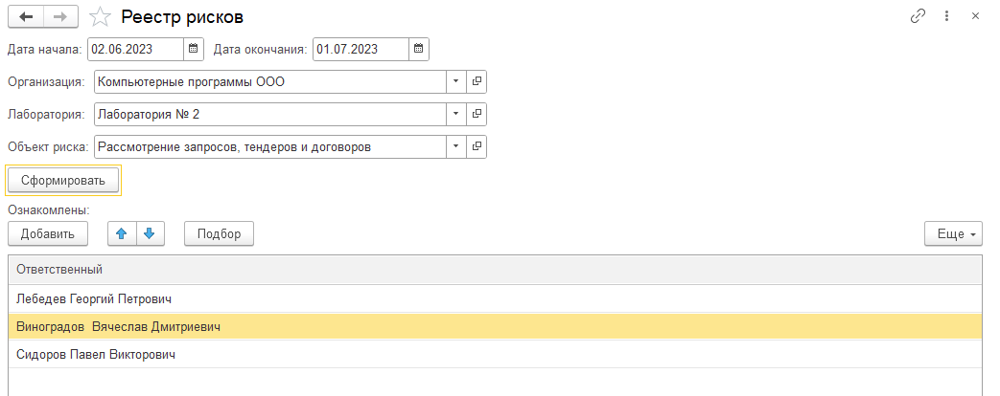 Реестр рисков
Дата начала: 02.06.2023 Дата окончания: 01.07.2023
Организация: Компьютерные программы ООО
Лаборатория: Лаборатория № 2
Объект риска: Рассмотрение запросов, тендеров и договоров
Сформировать
Ознакомлены:
Добавить Подбор Еще
Ответственный
Лебедев Георгий Петрович
Виноградов  Вячеслав Дмитриевич
Сидоров Павел Викторович